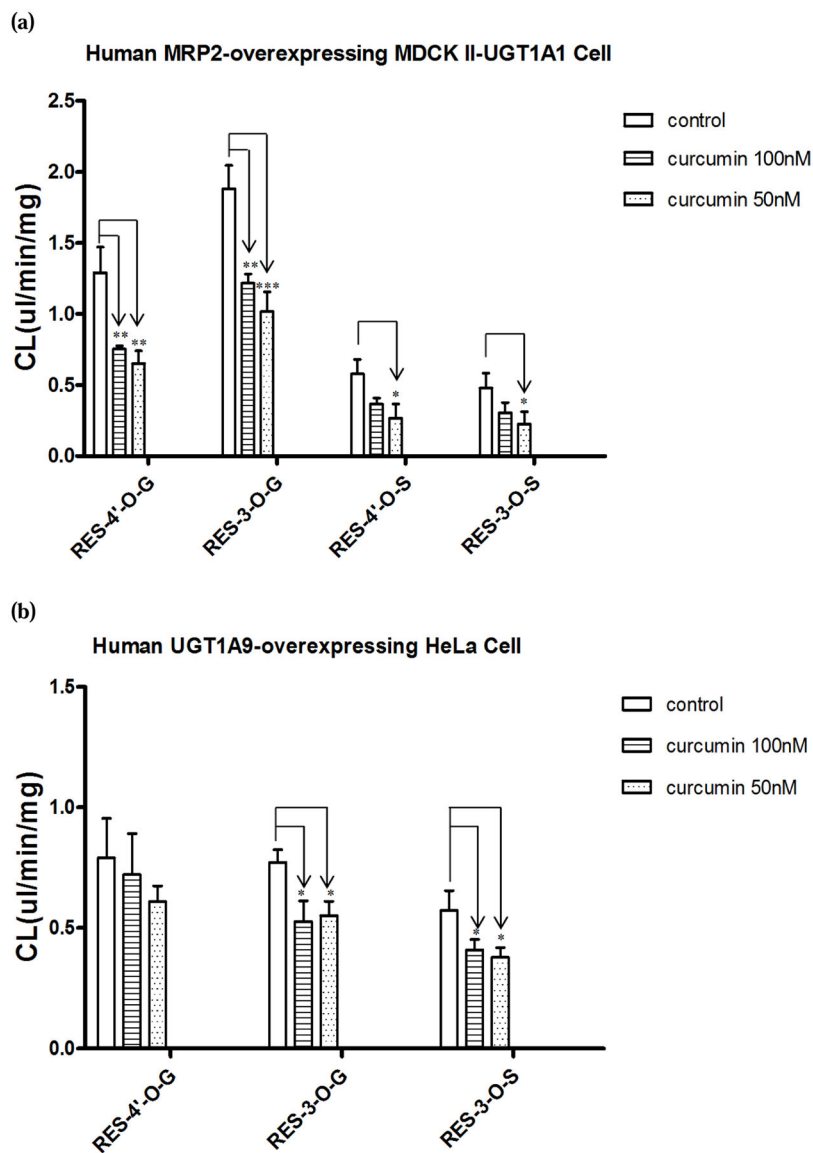 (a)
Human MRP2-overexpressing MDCK II-UGT1A1 Cell
CL(ul/min/mg)
2.5
2.0
1.5
1.0
0.5
0.0
control
curcumin 100nM
curcumin 50nM
** ** ** *** * *
RES-4'-O-G
RES-3-O-G
RES-4'-O-S
RES-3-O-S
(b)
Human UGT1A9-overexpressing HeLa Cell
CL(ul/min/mg)
1.5
1.0
0.5
0.0
control
curcumin 100nM
curcumin 50nM
* * * *
RES-4'-O-G
RES-3-O-G
RES-3-O-S